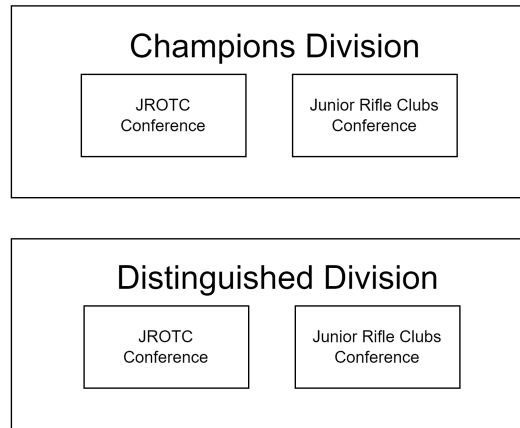 Champions Division
JROTC
Conference
Junior Rifle Clubs
Conference
Distinguished Division
JROTC
Conference
Junior Rifle Clubs
Conference